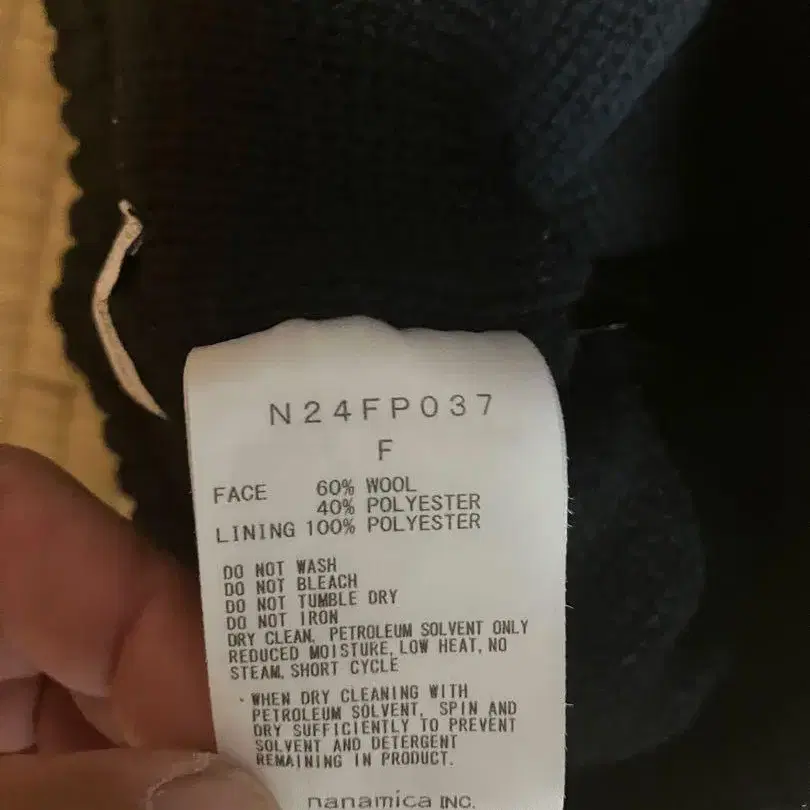 N24FP037
F
FACE 60% WOOL
40% POLYESTER
LINING 100% POLYESTER
DO NOT WASH
DO NOT BLEACH
DO NOT TUMBLE DRY
DO NOT IRON
DRY CLEAN, PETROLEUM SOLVENT ONLY
REDUCED MOISTURE, LOW HEAT, NO
STEAM, SHORT CYCLE
・WHEN DRY CLEANING WITH
PETROLEUM SOLVENT, SPIN AND
DRY SUFFICIENTLY TO PREVENT
SOLVENT AND DETERGENT
REMAINING IN PRODUCT.
nanamica INC.